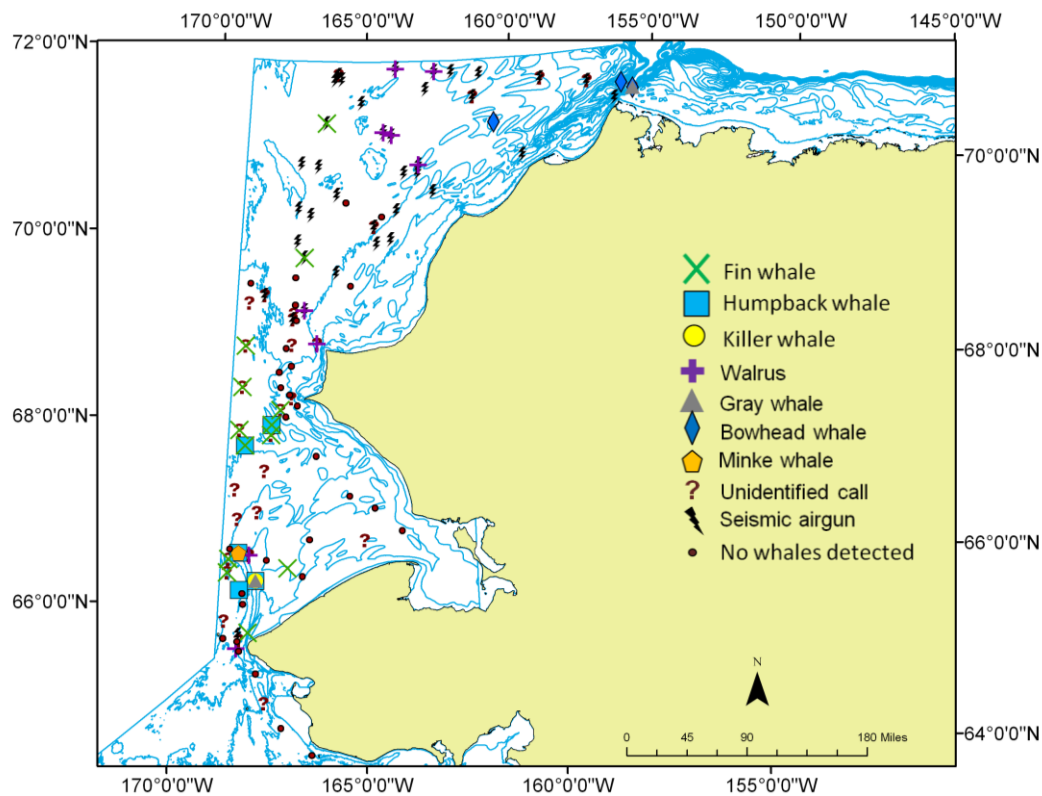 170°0'0"W 165°0'0"W 160°0'0"W 155°0'0"W 150°0'0"W 145°0'0"W
72°0'0"N
70°0'0"N
70°0'0"N
Fin whale
Humpback whale
Killer whale
68°0'0"N
Walrus
Gray whale
68°0'0"N
Bowhead whale
Minke whale
? Unidentified call
Seismic airgun
No whales detected
66°0'0"N
66°0'0"N
N
64°0'0"N
0 45 90 180 Miles
170°0'0"W 165°0'0"W 160°0'0"W 155°0'0"W